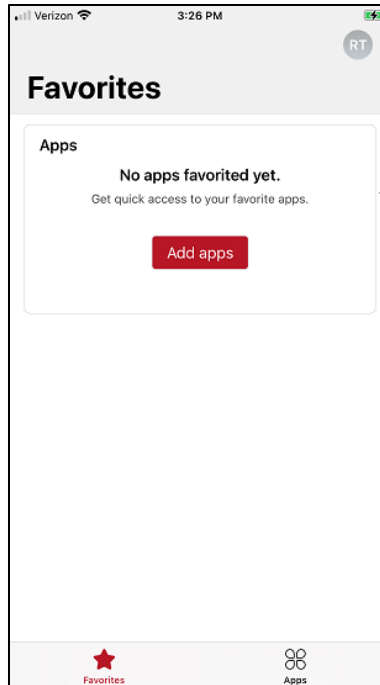 Verizon 3:26 PM
RT
Favorites
Apps
No apps favorited yet.
Get quick access to your favorite apps.
Add apps
Favorites Apps